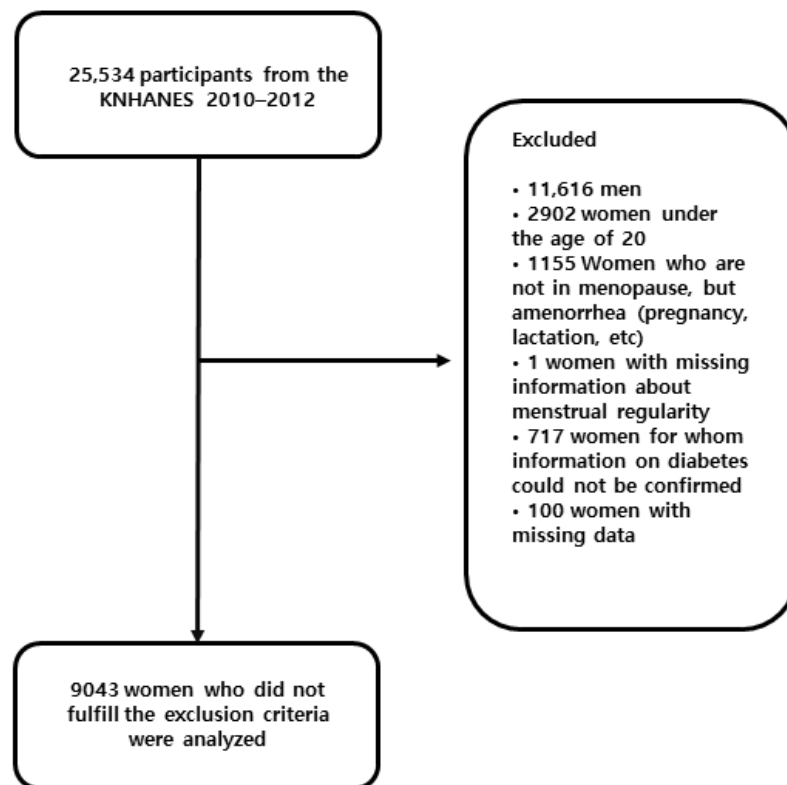 25,534 participants from the
KNHANES 2010–2012
Excluded
• 11,616 men
• 2902 women under
the age of 20
• 1155 Women who are
not in menopause, but
amenorrhea (pregnancy,
lactation, etc)
• 1 women with missing
information about
menstrual regularity
• 717 women for whom
information on diabetes
could not be confirmed
• 100 women with
missing data
9043 women who did not
fulfill the exclusion criteria
were analyzed